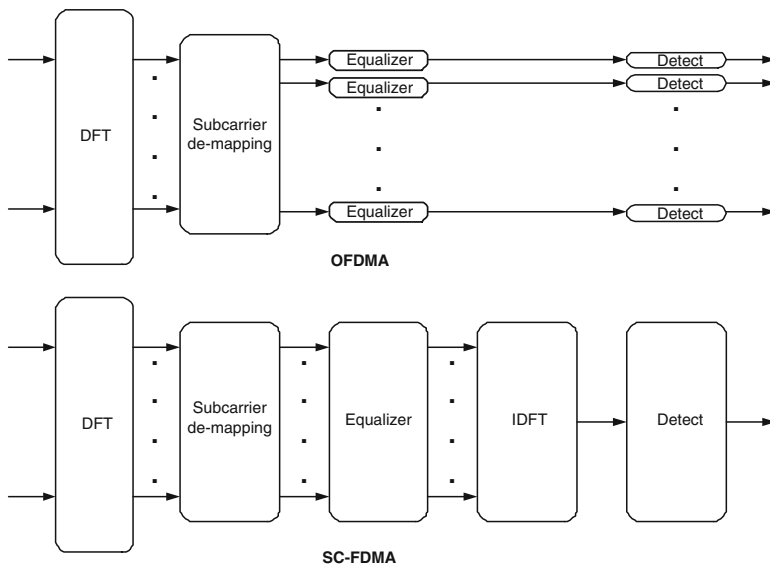 Equalizer
Detect
Equalizer
Detect
DFT
Subcarrier
de-mapping
Equalizer
Detect
OFDMA
DFT
Subcarrier
de-mapping
Equalizer
IDFT
Detect
SC-FDMA